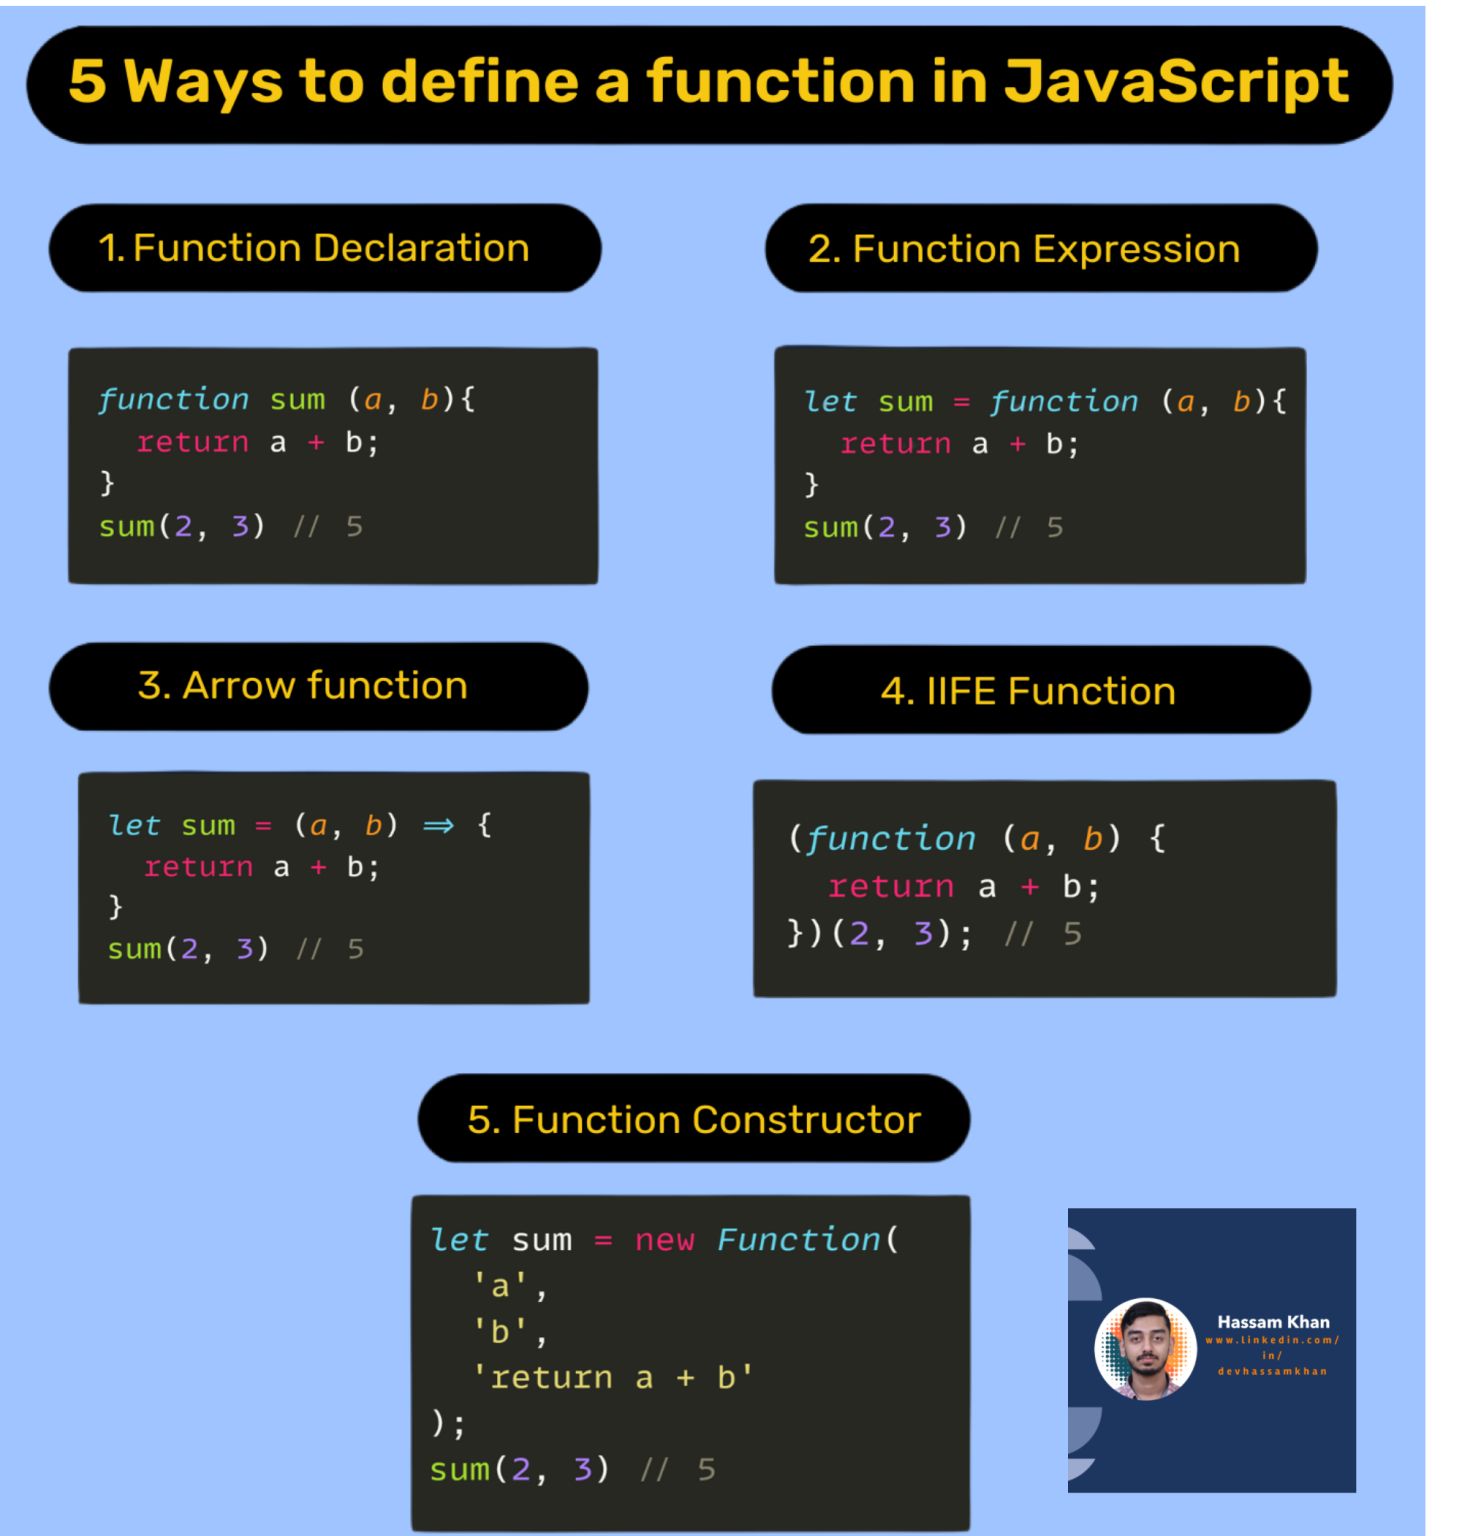 5 Ways to define a function in JavaScript
1. Function Declaration
function sum (a, b){
  return a + b;
}
sum(2, 3) // 5
2. Function Expression
let sum = function (a, b){
  return a + b;
}
sum(2, 3) // 5
3. Arrow function
let sum = (a, b) => {
  return a + b;
}
sum(2, 3) // 5
4. IIFE Function
(function (a, b) {
  return a + b;
})(2, 3); // 5
5. Function Constructor
let sum = new Function(
  'a',
  'b',
  'return a + b'
);
sum(2, 3) // 5
Hassam Khan
www.linkedin.com/
in/
devhassamkhan